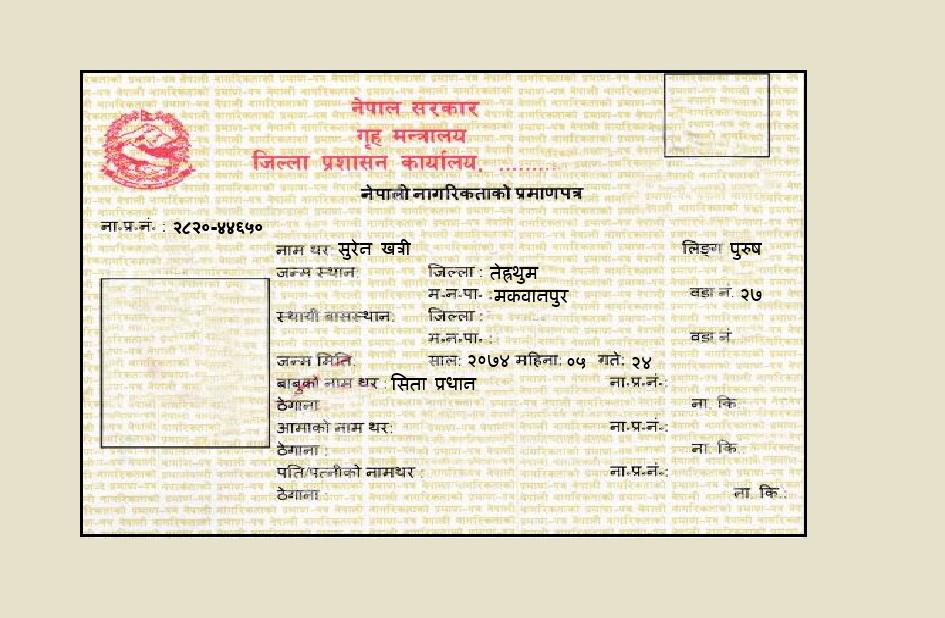 नेपाल सरकार
गृह मन्त्रालय
जिल्ला प्रशासन कार्यालय, ..........
नेपाली नागरिकताको प्रमाणपत्र
ना.प्र.नं. : २८२०-४४६५०
नाम थर: सुरेन खत्री लिङ्ग पुरुष
जन्म स्थान: जिल्ला : तेह्रथुम
म.न.पा. :मकवानपुर वडा नं. २७
स्थायी बासस्थान: जिल्ला :
म.न.पा. : वडा नं
जन्म मिति: साल: २०७४ महिना: ०५ गते: २४
बाबुको नाम थर : सिता प्रधान ना.प्र.नं.:
ठेगाना ना. कि.
आमाको नाम थर: ना.प्र.नं.:
ठेगाना : ना. कि.
पति/पत्नीको नामथर : ना.प्र.नं.:
ठेगाना : ना. कि.: